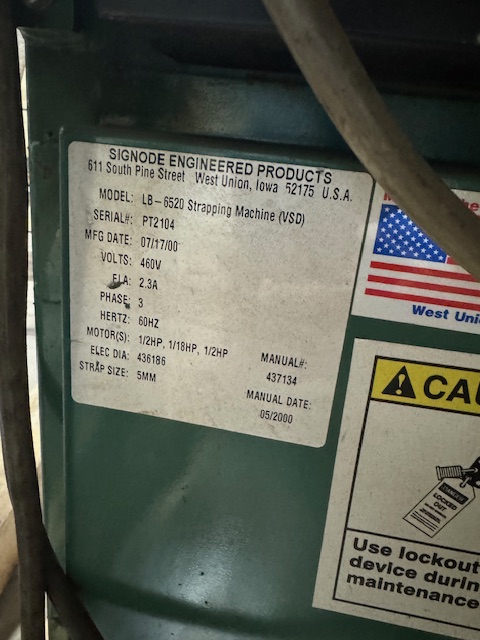 SIGNODE ENGINEERED PRODUCTS
611 South Pine Street West Union, Iowa 52175 U.S.A.
MODEL: LB-6520 Strapping Machine (VSD)
SERIAL#: PT2104
MFG DATE: 07/17/00
VOLTS: 460V
FLA: 2.3A
PHASE: 3
HERTZ: 60HZ
MOTOR(S): 1/2HP, 1/18HP, 1/2HP
ELEC DIA: 436186
STRAP SIZE: 5MM
MANUAL#:
437134
MANUAL DATE:
05/2000
West Uni
CAU
LOCKED
OUT
Use lockout
device durin
maintenance